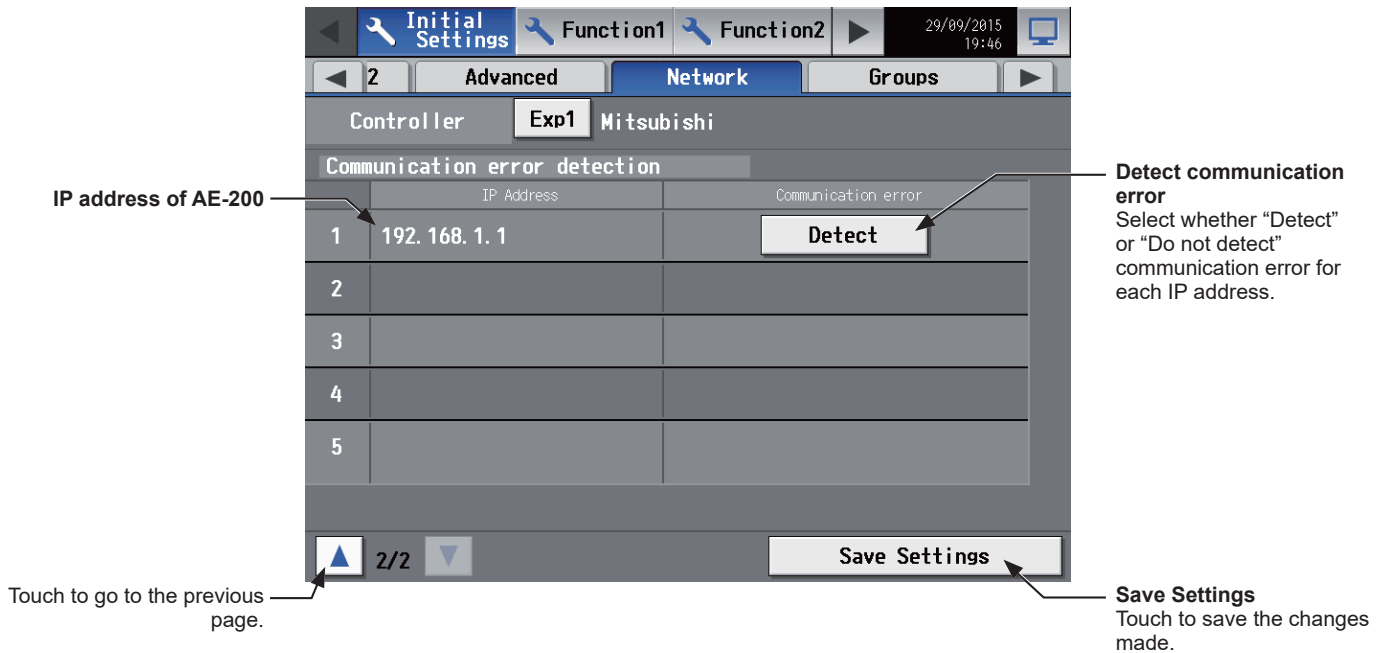 Initial
Settings
Function1
Function2
29/09/2015
19:46
2
Advanced
Network
Groups
Controller
Exp1
Mitsubishi
Communication error detection
IP Address
Communication error
1
192. 168. 1. 1
Detect
2
3
4
5
2/2
Save Settings
IP address of AE-200
Detect communication
error
Select whether “Detect”
or “Do not detect”
communication error for
each IP address.
Touch to go to the previous
page.
Save Settings
Touch to save the changes
made.